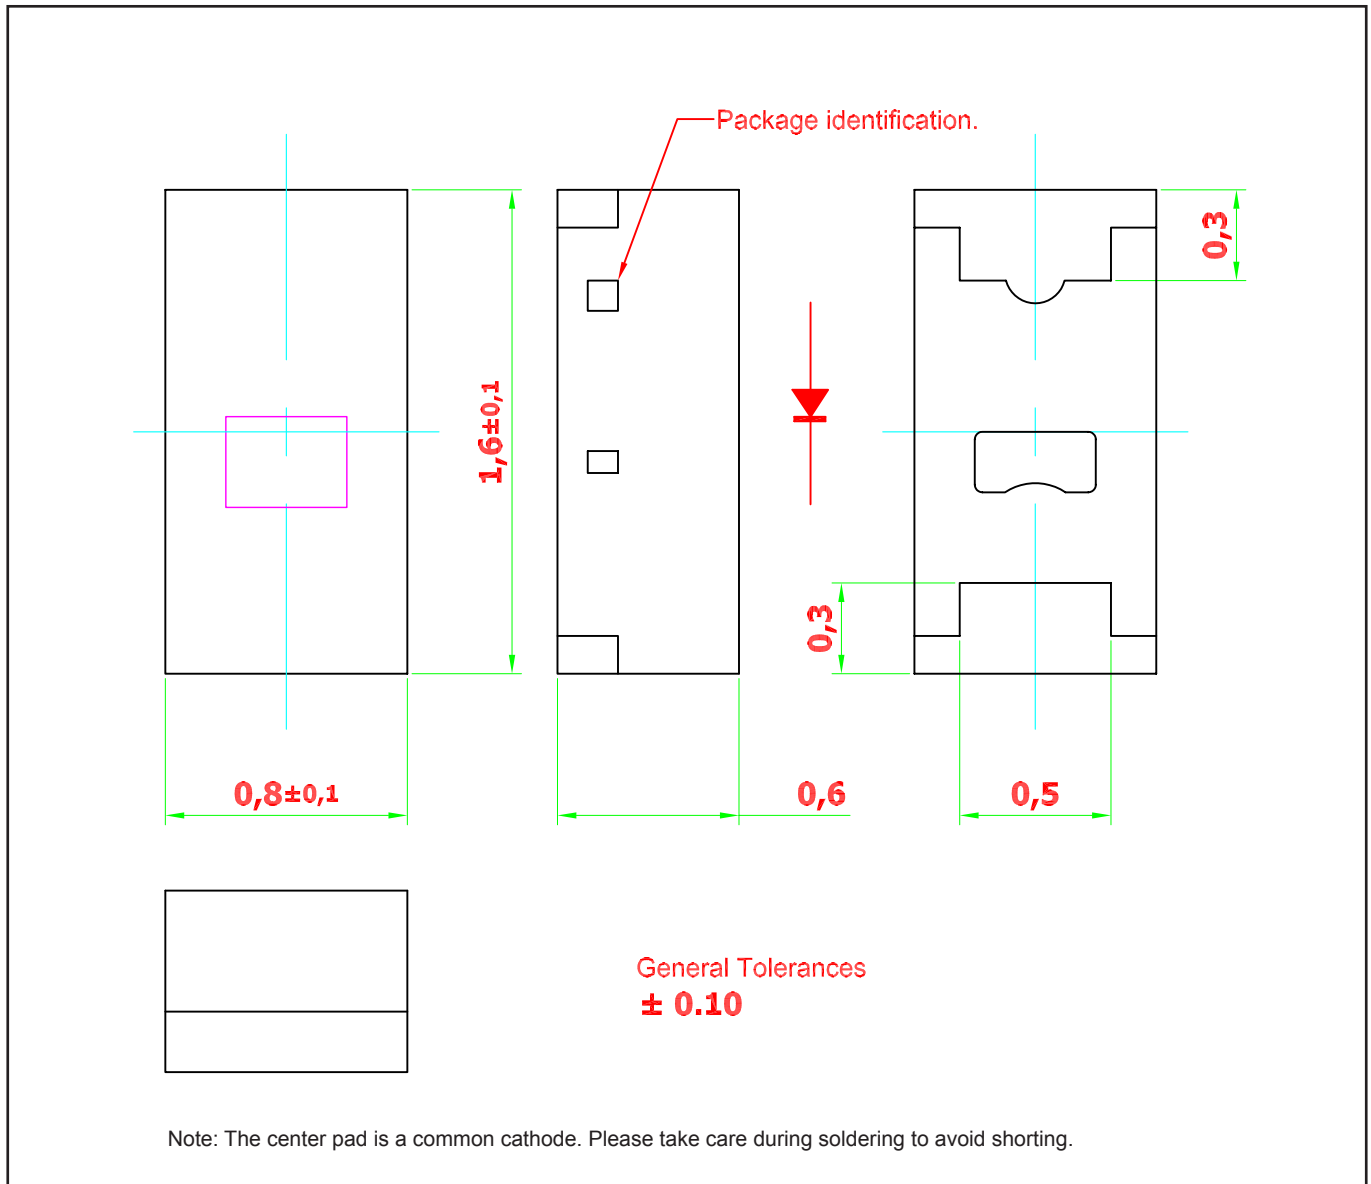 Package identification.
0,3
1,6±0,1
0,3
0,8±0,1
0,6
0,5
General Tolerances
± 0.10
Note: The center pad is a common cathode. Please take care during soldering to avoid shorting.